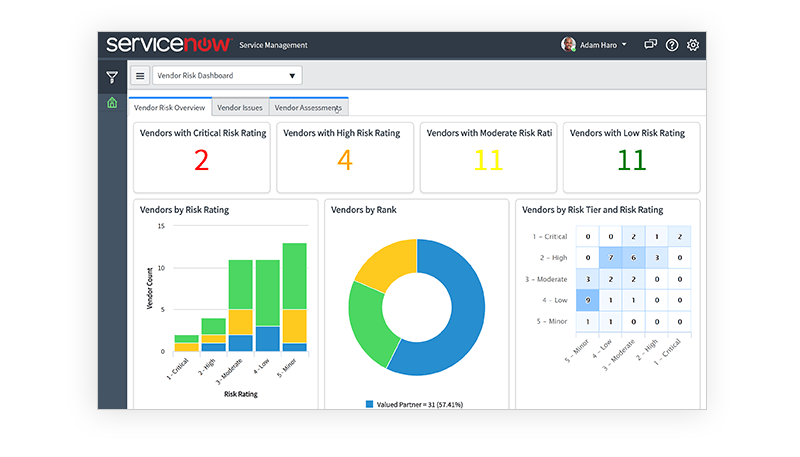 servicenow Service Management
Adam Haro
Vendor Risk Dashboard
Vendor Risk Overview
Vendor Issues
Vendor Assessments
Vendors with Critical Risk Rating
2
Vendors with High Risk Rating
4
Vendors with Moderate Risk Rati
11
Vendors with Low Risk Rating
11
Vendors by Risk Rating
15
10
5
0
Vendor Count
1 - Critical
2 - High
3 - Moderate
4 - Low
5 - Minor
Risk Rating
Vendors by Rank
Valued Partner = 31 (57.41%)
Vendors by Risk Tier and Risk Rating
1 – Critical 0 0 2 1 2
2 – High 0 7 6 3 0
3 – Moderate 3 2 2 0 0
4 – Low 9 1 1 0 0
5 – Minor 1 1 0 0 0
5 – Minor
4 – Low
3 – Moderate
2 – High
1 – Critical